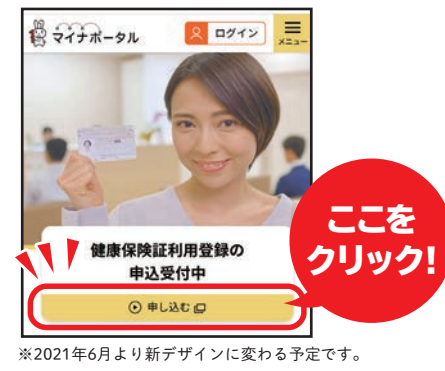 マイナポータル
ログイン
メニュー
健康保険証利用登録の
申込受付中
申し込む
ここを
クリック!
※2021年6月より新デザインに変わる予定です。